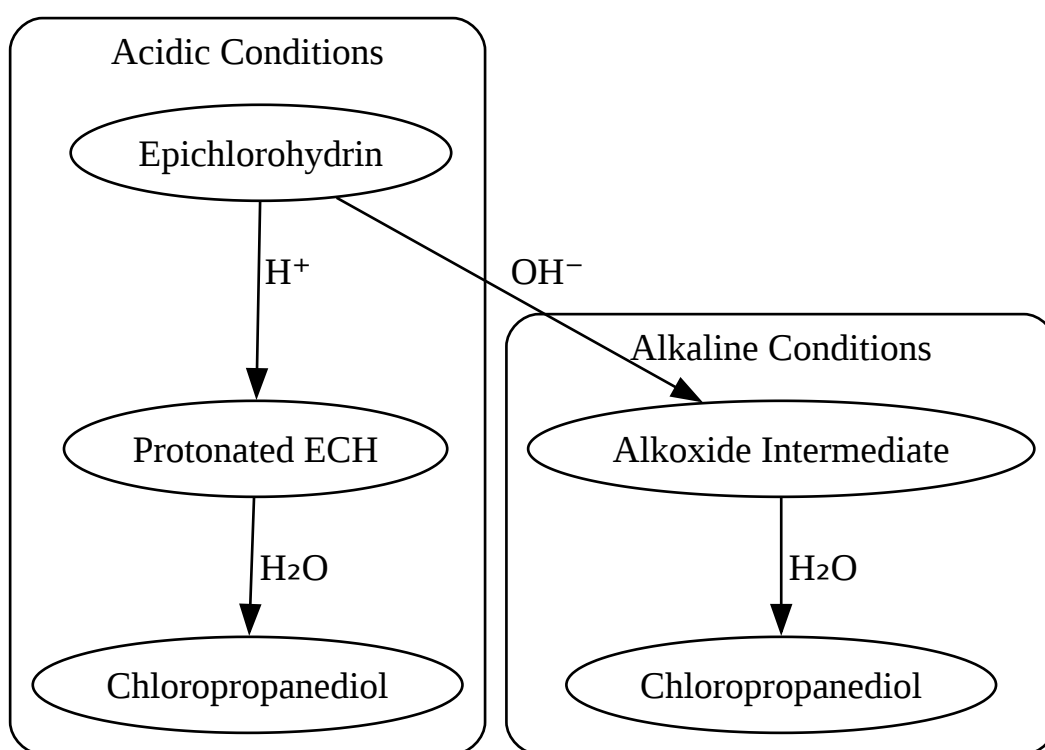 Acidic Conditions
Epichlorohydrin
H⁺
OH⁻
Alkaline Conditions
Protonated ECH
Alkoxide Intermediate
H₂O
H₂O
Chloropropanediol
Chloropropanediol